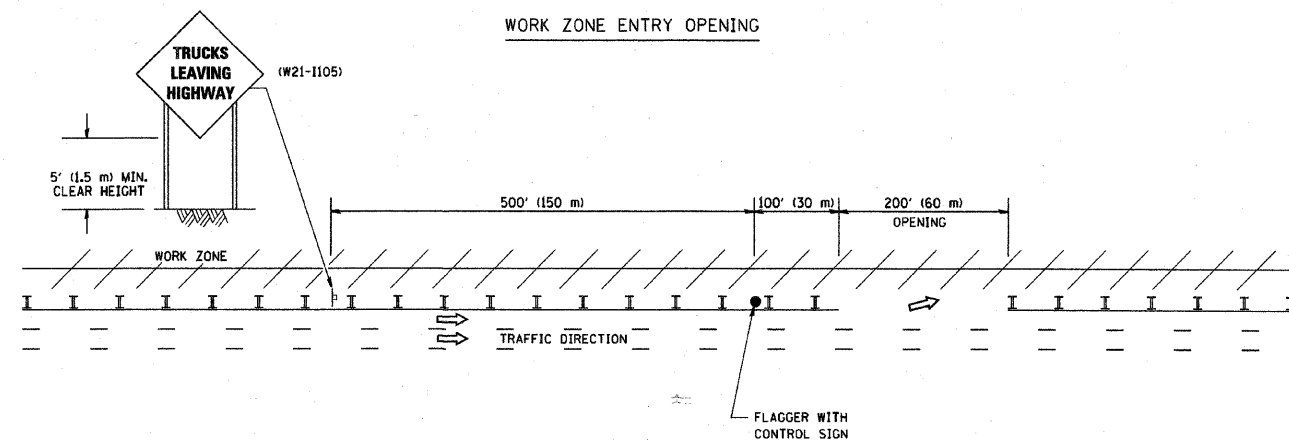 WORK ZONE ENTRY OPENING
TRUCKS
LEAVING
HIGHWAY
(W21-I105)
5' (1.5 m) MIN.
CLEAR HEIGHT
500' (150 m)
100' (30 m)
200' (60 m)
OPENING
WORK ZONE
TRAFFIC DIRECTION
FLAGGER WITH
CONTROL SIGN